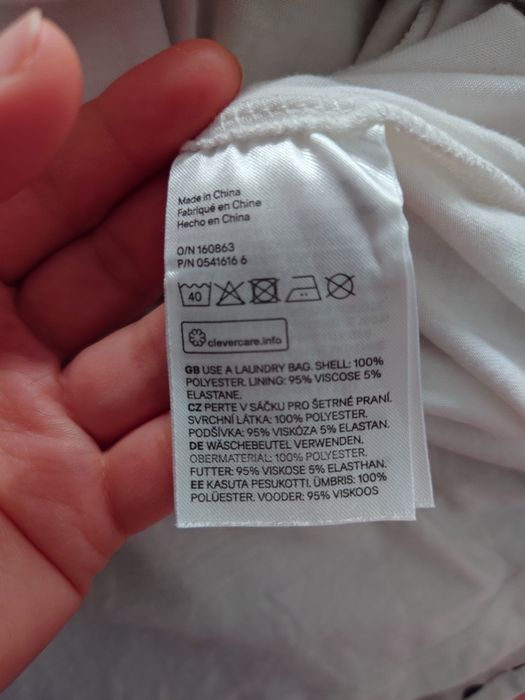 Made in China
Fabriqué en Chine
Hecho en China
O/N 160863
P/N 0541616 6
40
clevercare.info
GB USE A LAUNDRY BAG. SHELL: 100%
POLYESTER. LINING: 95% VISCOSE 5%
ELASTANE.
CZ PERTE V SÁČKU PRO ŠETRNÉ PRANÍ.
SVRCHNÍ LÁTKA: 100% POLYESTER.
PODŠÍVKA: 95% VISKÓZA 5% ELASTAN.
DE WÄSCHEBEUTEL VERWENDEN.
OBERMATERIAL: 100% POLYESTER.
FUTTER: 95% VISKOSE 5% ELASTHAN.
EE KASUTA PESUKOTTI. ÜMBRIS: 100%
POLÜESTER. VOODER: 95% VISKOOS